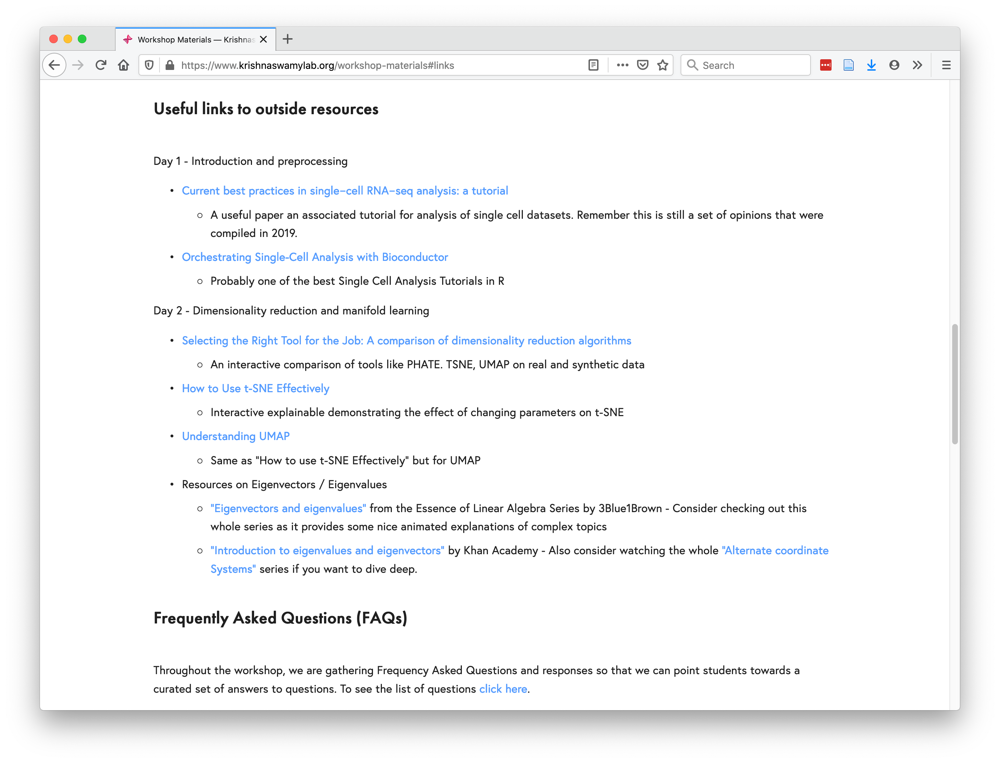 Workshop Materials — Krishnas
https://www.krishnaswamylab.org/workshop-materials#links
Search
Useful links to outside resources
Day 1 - Introduction and preprocessing
• Current best practices in single-cell RNA-seq analysis: a tutorial
○ A useful paper an associated tutorial for analysis of single cell datasets. Remember this is still a set of opinions that were
compiled in 2019.
• Orchestrating Single-Cell Analysis with Bioconductor
○ Probably one of the best Single Cell Analysis Tutorials in R
Day 2 - Dimensionality reduction and manifold learning
• Selecting the Right Tool for the Job: A comparison of dimensionality reduction algorithms
○ An interactive comparison of tools like PHATE. TSNE, UMAP on real and synthetic data
• How to Use t-SNE Effectively
○ Interactive explainable demonstrating the effect of changing parameters on t-SNE
• Understanding UMAP
○ Same as "How to use t-SNE Effectively" but for UMAP
• Resources on Eigenvectors / Eigenvalues
○ "Eigenvectors and eigenvalues" from the Essence of Linear Algebra Series by 3Blue1Brown - Consider checking out this
whole series as it provides some nice animated explanations of complex topics
○ "Introduction to eigenvalues and eigenvectors" by Khan Academy - Also consider watching the whole "Alternate coordinate
Systems" series if you want to dive deep.
Frequently Asked Questions (FAQs)
Throughout the workshop, we are gathering Frequency Asked Questions and responses so that we can point students towards a
curated set of answers to questions. To see the list of questions click here.